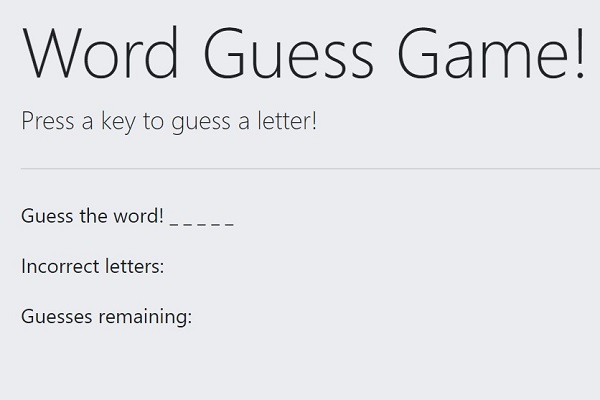 Word Guess Game!
Press a key to guess a letter!
Guess the word! _ _ _ _ _
Incorrect letters:
Guesses remaining: